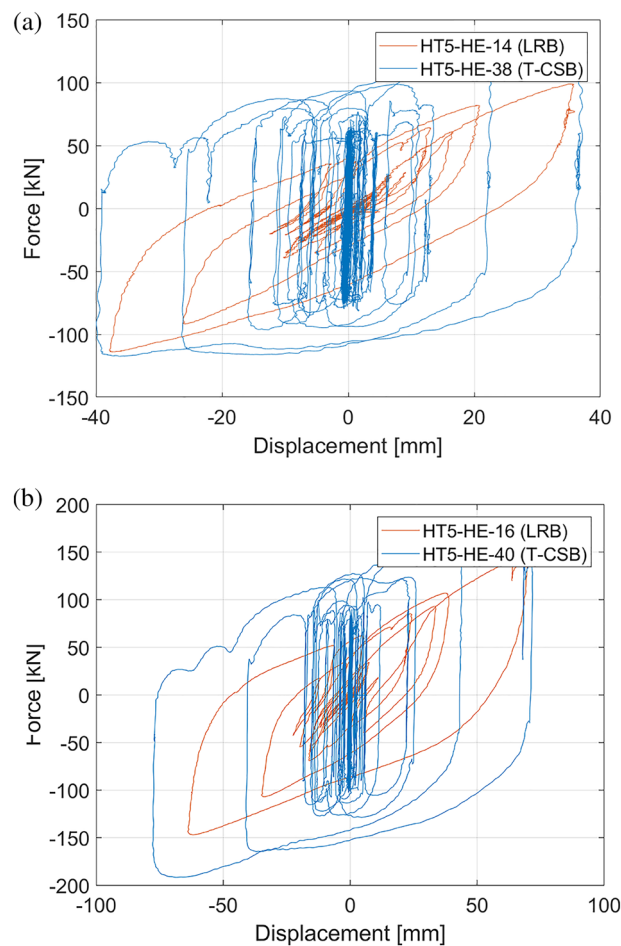 (a)
150
HT5-HE-14 (LRB)
HT5-HE-38 (T-CSB)
100
50
0
-50
-100
-150
Force [kN]
-40 -20 0 20 40
Displacement [mm]
(b)
200
HT5-HE-16 (LRB)
HT5-HE-40 (T-CSB)
150
100
50
0
-50
-100
-150
-200
Force [kN]
-100 -50 0 50 100
Displacement [mm]